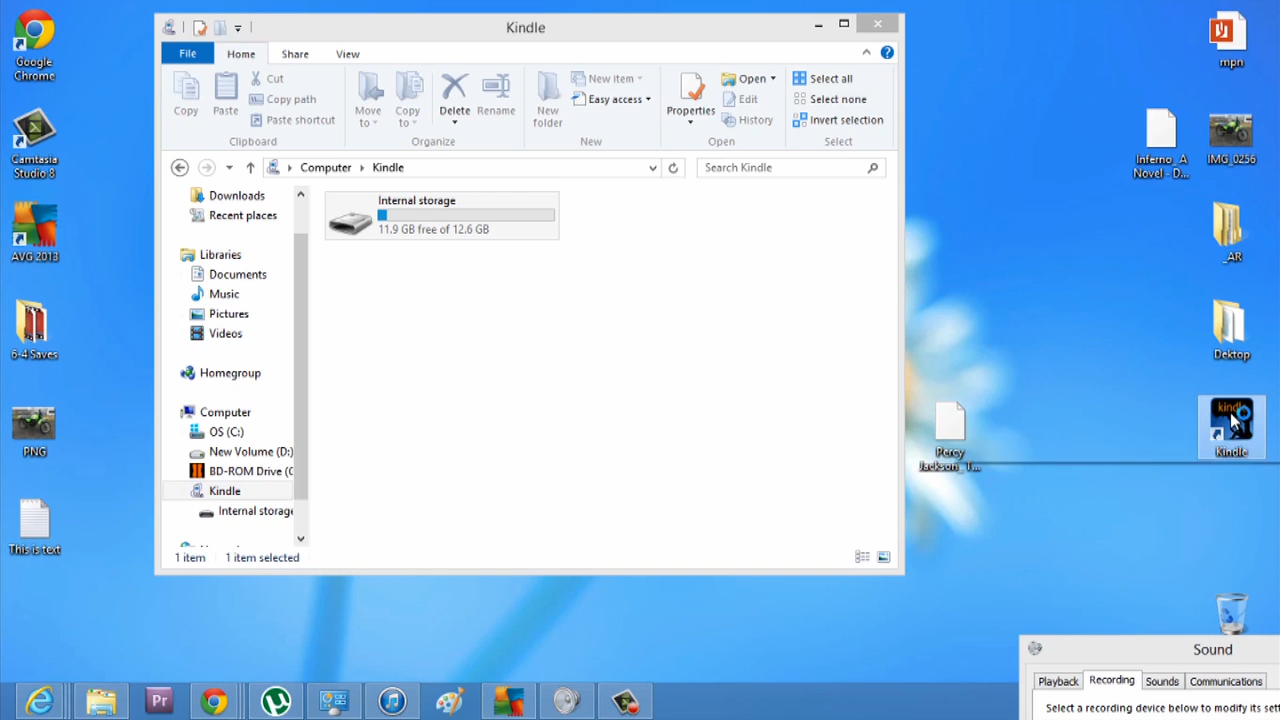 Kindle
File
Home
Share
View
Copy
Paste
Cut
Copy path
Paste shortcut
Clipboard
Move
to
Copy
to
Delete
Rename
Organize
New
folder
New item
Easy access
New
Properties
Open
Edit
History
Open
Select all
Select none
Invert selection
Select
Computer
Kindle
Search Kindle
Downloads
Recent places
Libraries
Documents
Music
Pictures
Videos
Homegroup
Computer
OS (C:)
New Volume (D:)
BD-ROM Drive (
Kindle
Internal storage
Internal storage
11.9 GB free of 12.6 GB
1 item
1 item selected
Google
Chrome
Camtasia
Studio 8
AVG 2013
6-4 Saves
PNG
This is text
mpn
Inferno_ A
Novel - D...
IMG_0256
_AR
Dektop
kindle
Kindle
Percy
Jackson_ T...
Sound
Playback
Recording
Sounds
Communications
Select a recording device below to modify its set
Pr